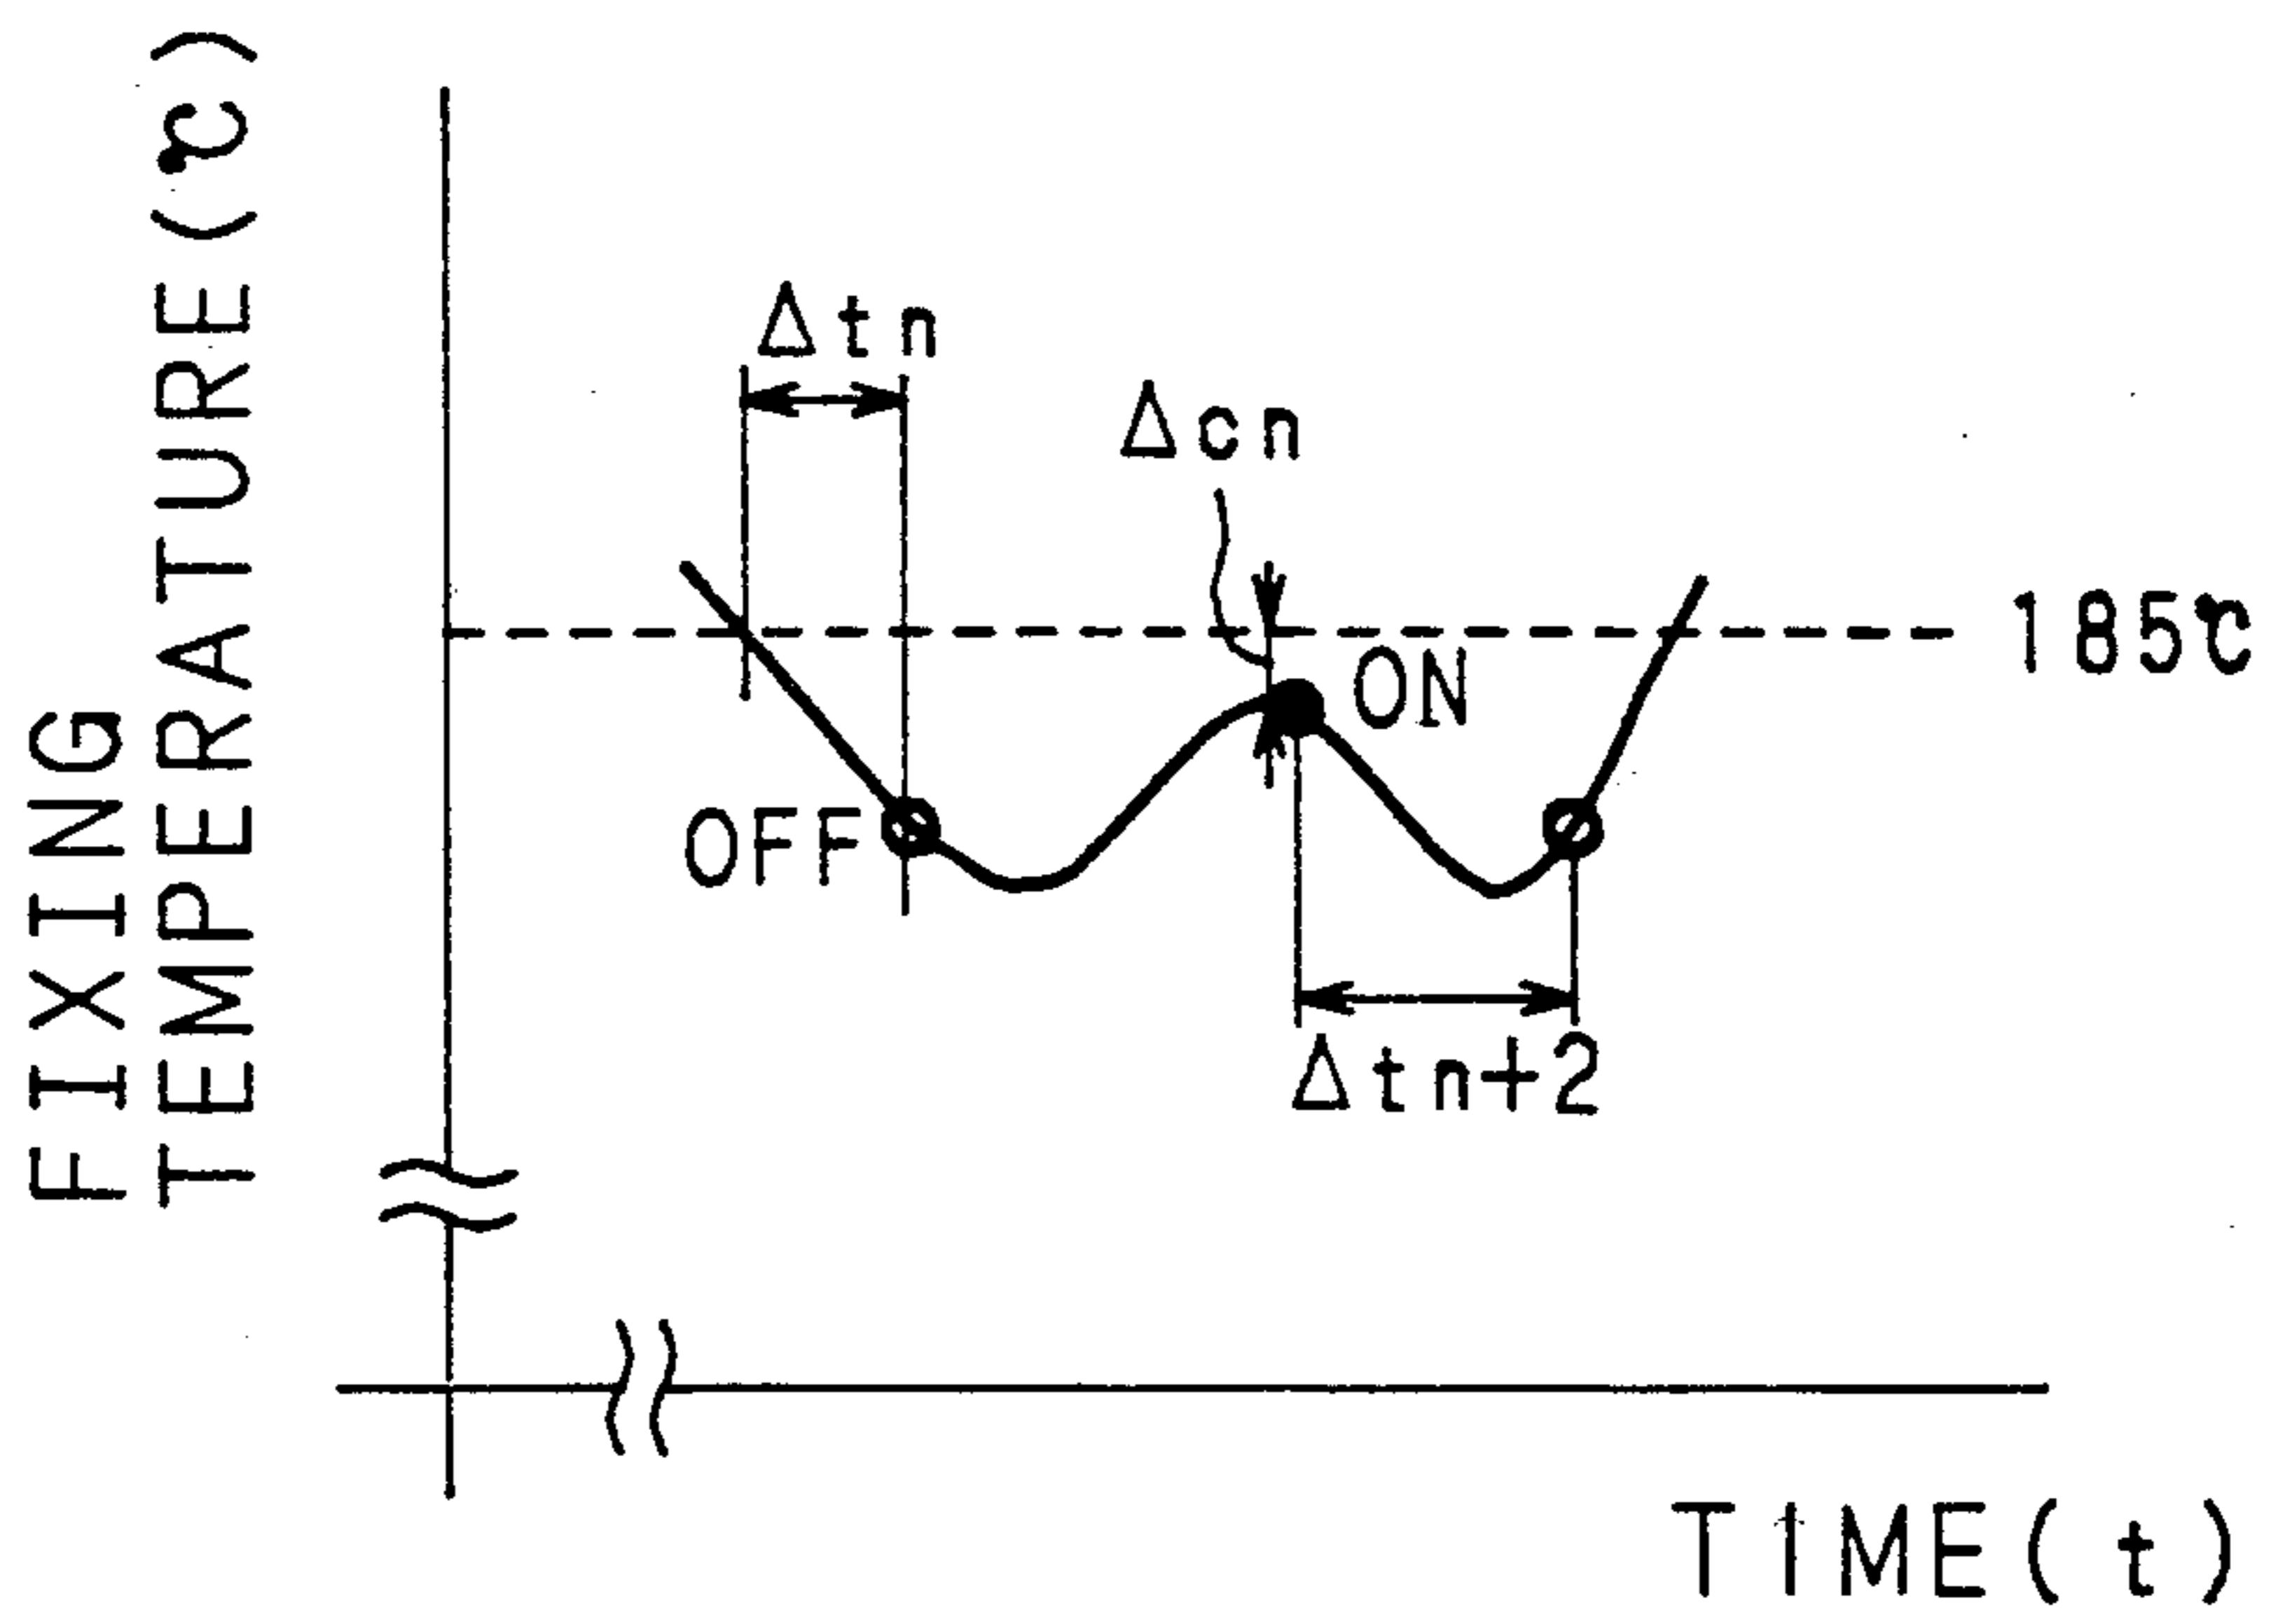 FIXING
TEMPERATURE(℃)
Δtn
Δcn
185℃
ON
OFF
Δtn+2
TIME(t)